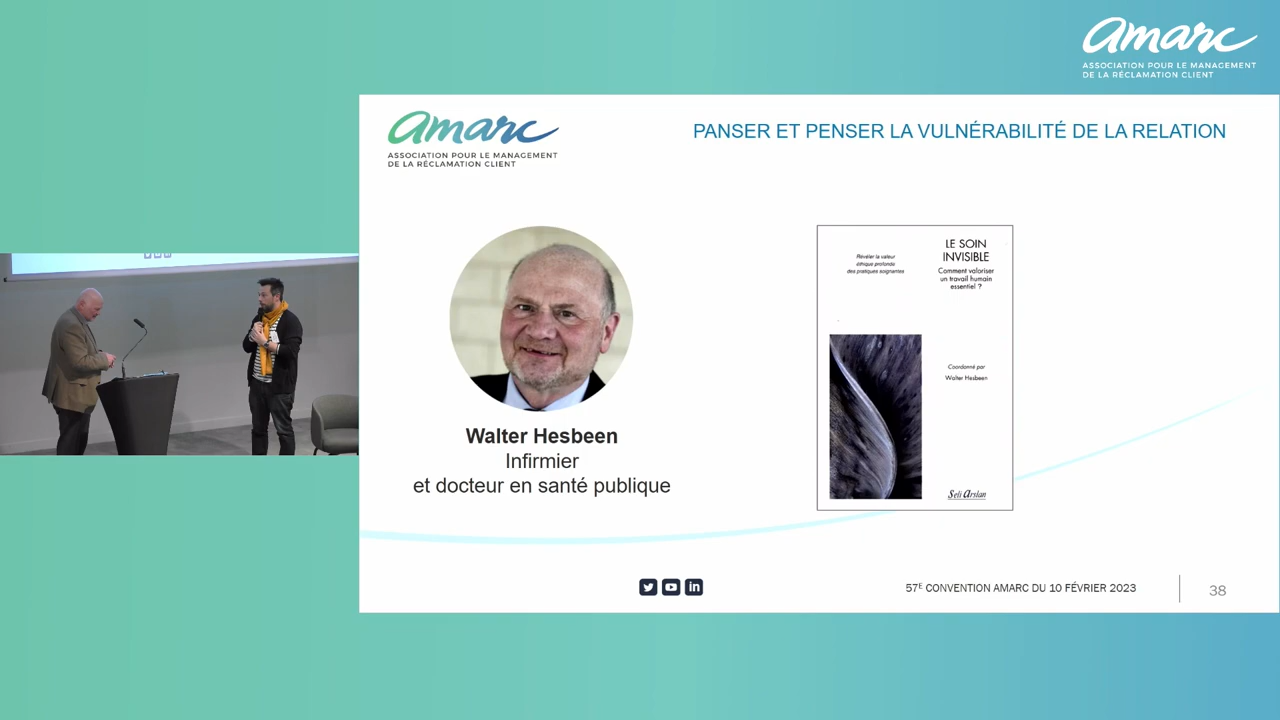 amarc
ASSOCIATION POUR LE MANAGEMENT
DE LA RÉCLAMATION CLIENT
amarc
ASSOCIATION POUR LE MANAGEMENT
DE LA RÉCLAMATION CLIENT
PANSER ET PENSER LA VULNÉRABILITÉ DE LA RELATION
Révéler la valeur
éthique profonde
des pratiques soignantes
LE SOIN
INVISIBLE
Comment valoriser
un travail humain
essentiel ?
Coordonné par
Walter Hesbeen
Seli Arslan
Walter Hesbeen
Infirmier
et docteur en santé publique
57E CONVENTION AMARC DU 10 FÉVRIER 2023
38